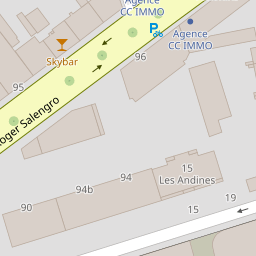 Agence
CC IMMO
Agence
CC IMMO
Skybar
96
95
oger Salengro
15
Les Andines
94
94b
19
90
15